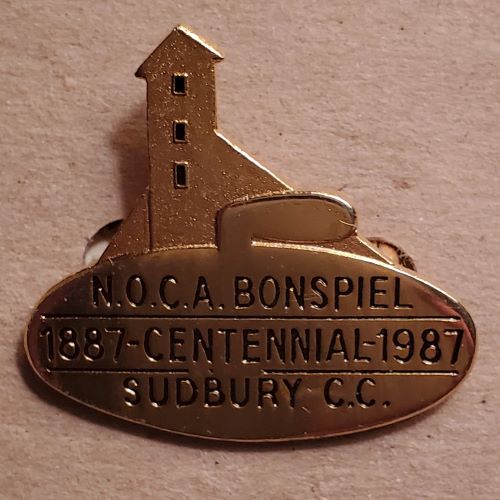 N.O.C.A. BONSPIEL
1887-CENTENNIAL-1987
SUDBURY C.C.